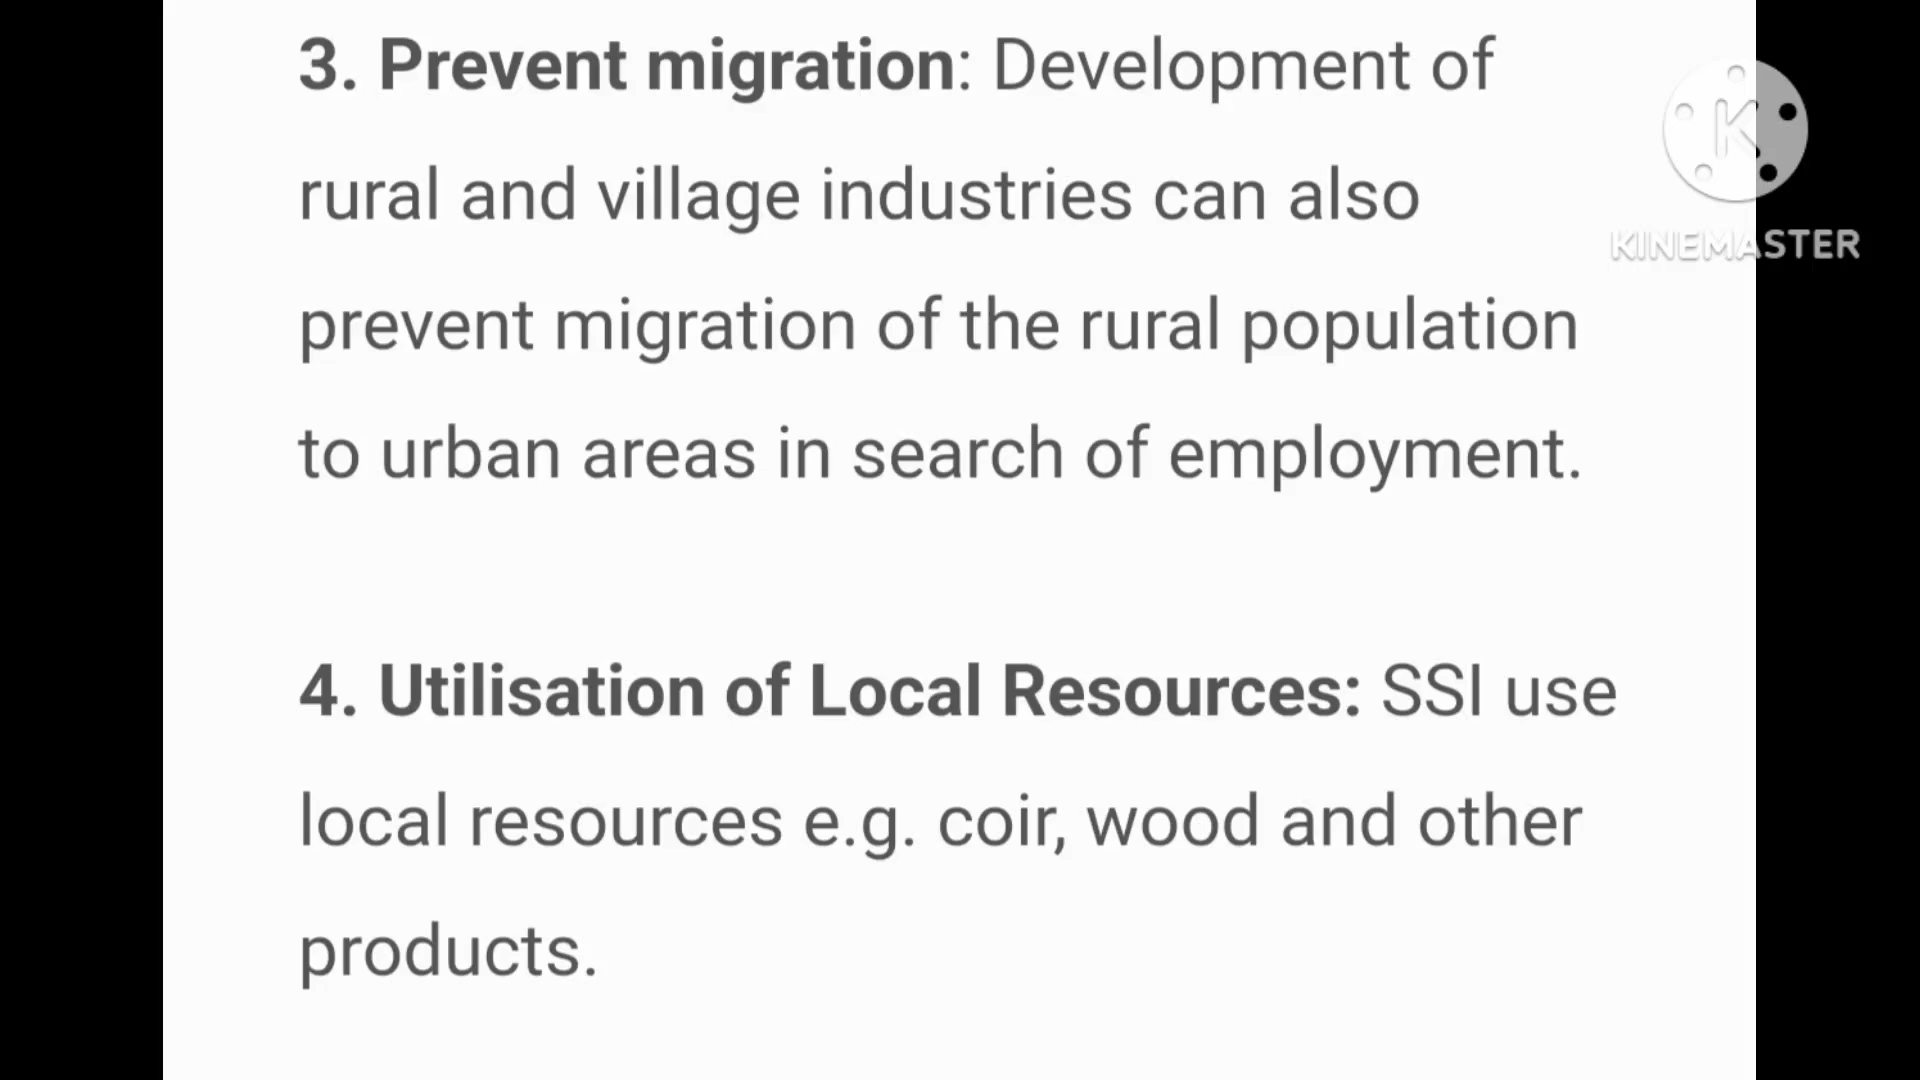 3. Prevent migration: Development of
rural and village industries can also
prevent migration of the rural population
to urban areas in search of employment.
4. Utilisation of Local Resources: SSI use
local resources e.g. coir, wood and other
products.
K
KINEMASTER